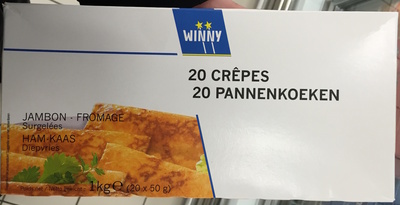 WINNY
20 CRÊPES
20 PANNENKOEKEN
JAMBON - FROMAGE
Surgelées
HAM-KAAS
Diepvries
1kg℮ (20 x 50 g)